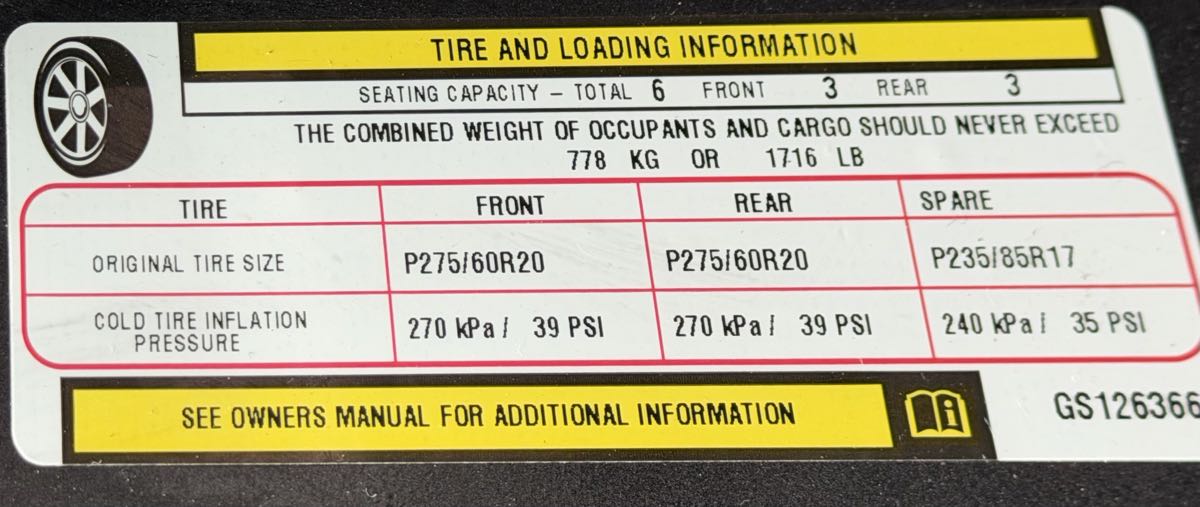 TIRE AND LOADING INFORMATION
SEATING CAPACITY – TOTAL 6 FRONT 3 REAR 3
THE COMBINED WEIGHT OF OCCUPANTS AND CARGO SHOULD NEVER EXCEED
778 KG OR 1716 LB
TIRE FRONT REAR SPARE
ORIGINAL TIRE SIZE P275/60R20 P275/60R20 P235/85R17
COLD TIRE INFLATION
PRESSURE 270 kPa / 39 PSI 270 kPa / 39 PSI 240 kPa / 35 PSI
SEE OWNERS MANUAL FOR ADDITIONAL INFORMATION
GS126366